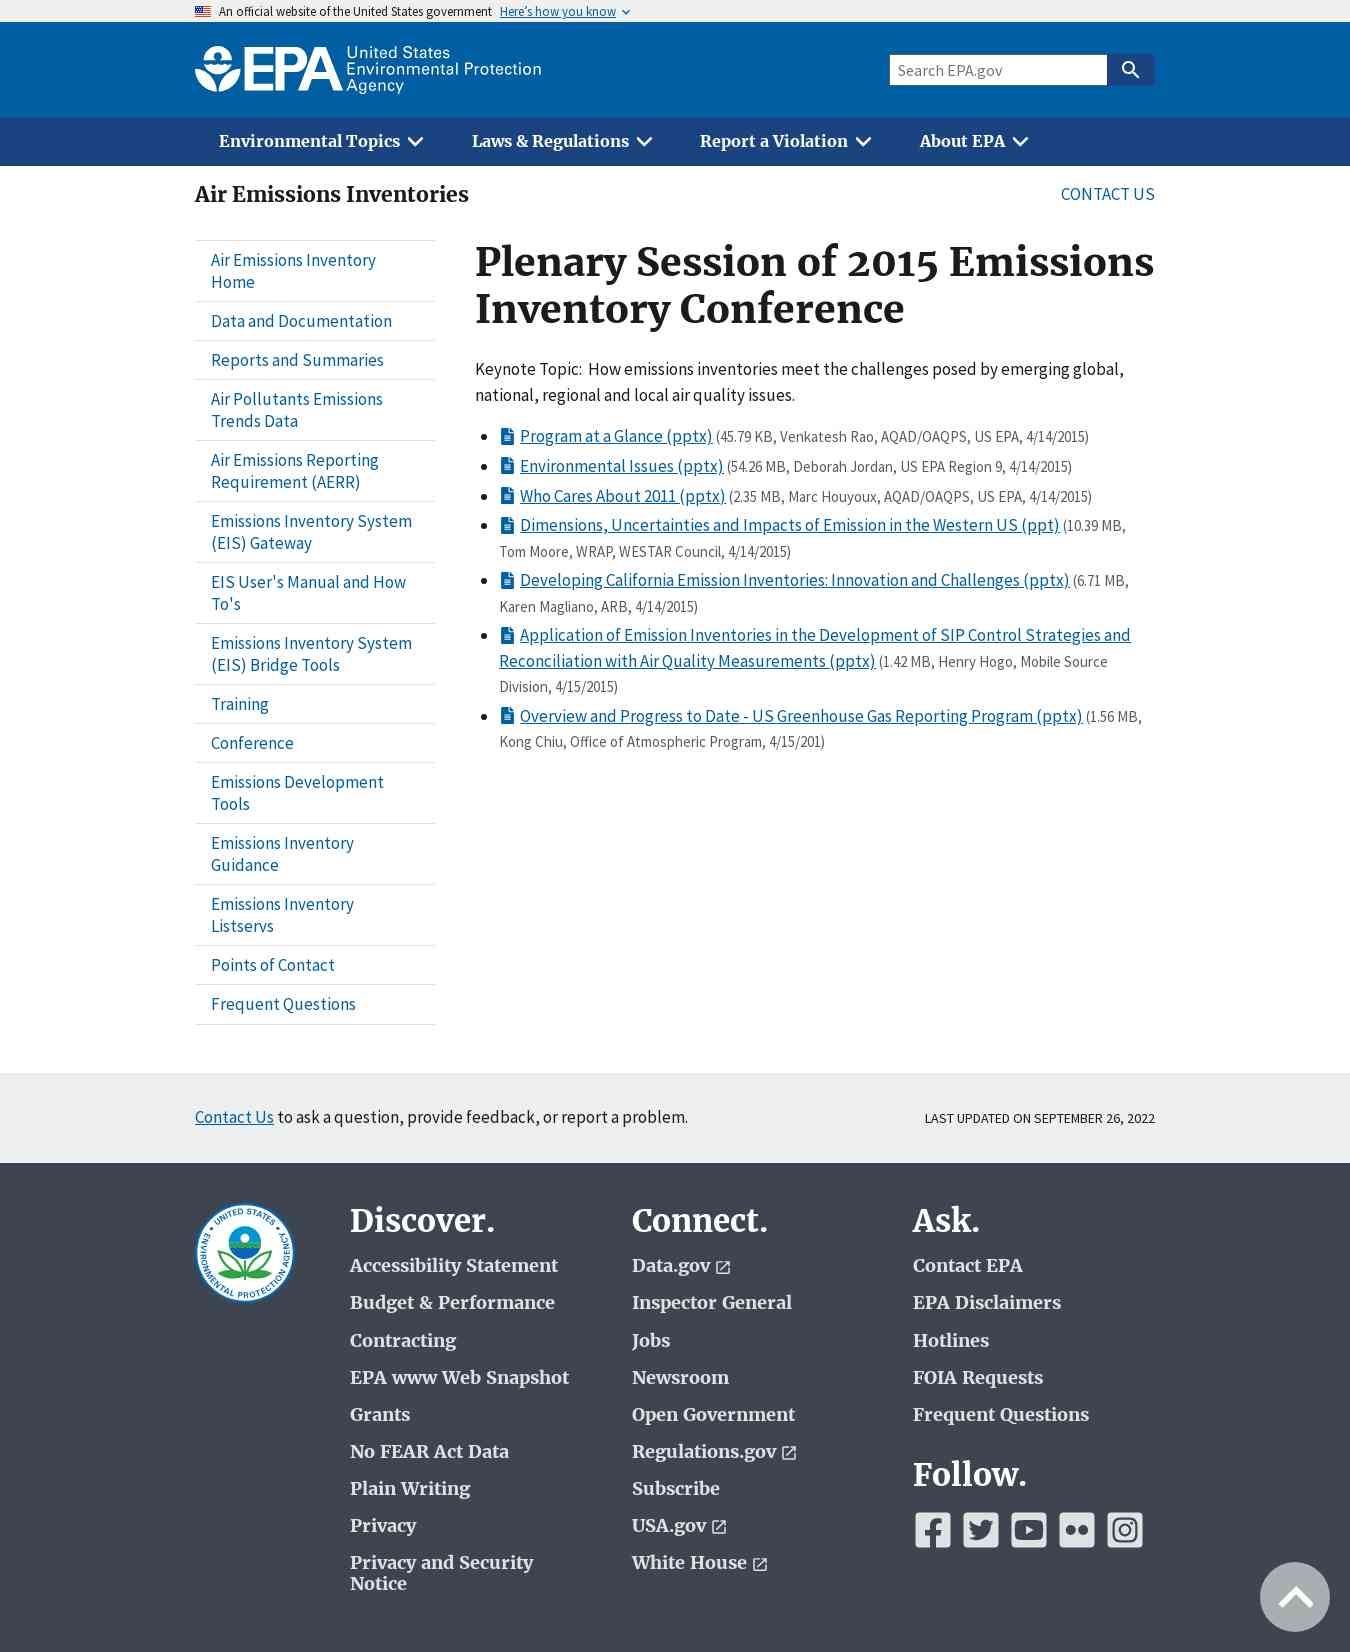 An official website of the United States government Here’s how you know
EPA United States
Environmental Protection
Agency
Search EPA.gov
Environmental Topics Laws & Regulations Report a Violation About EPA
Air Emissions Inventories
CONTACT US
Air Emissions Inventory
Home
Data and Documentation
Reports and Summaries
Air Pollutants Emissions
Trends Data
Air Emissions Reporting
Requirement (AERR)
Emissions Inventory System
(EIS) Gateway
EIS User's Manual and How
To's
Emissions Inventory System
(EIS) Bridge Tools
Training
Conference
Emissions Development
Tools
Emissions Inventory
Guidance
Emissions Inventory
Listservs
Points of Contact
Frequent Questions
Plenary Session of 2015 Emissions
Inventory Conference
Keynote Topic: How emissions inventories meet the challenges posed by emerging global,
national, regional and local air quality issues.
Program at a Glance (pptx) (45.79 KB, Venkatesh Rao, AQAD/OAQPS, US EPA, 4/14/2015)
Environmental Issues (pptx) (54.26 MB, Deborah Jordan, US EPA Region 9, 4/14/2015)
Who Cares About 2011 (pptx) (2.35 MB, Marc Houyoux, AQAD/OAQPS, US EPA, 4/14/2015)
Dimensions, Uncertainties and Impacts of Emission in the Western US (ppt) (10.39 MB,
Tom Moore, WRAP, WESTAR Council, 4/14/2015)
Developing California Emission Inventories: Innovation and Challenges (pptx) (6.71 MB,
Karen Magliano, ARB, 4/14/2015)
Application of Emission Inventories in the Development of SIP Control Strategies and
Reconciliation with Air Quality Measurements (pptx) (1.42 MB, Henry Hogo, Mobile Source
Division, 4/15/2015)
Overview and Progress to Date - US Greenhouse Gas Reporting Program (pptx) (1.56 MB,
Kong Chiu, Office of Atmospheric Program, 4/15/201)
Contact Us to ask a question, provide feedback, or report a problem.
LAST UPDATED ON SEPTEMBER 26, 2022
UNITED STATES
ENVIRONMENTAL PROTECTION AGENCY
Discover.
Accessibility Statement
Budget & Performance
Contracting
EPA www Web Snapshot
Grants
No FEAR Act Data
Plain Writing
Privacy
Privacy and Security
Notice
Connect.
Data.gov
Inspector General
Jobs
Newsroom
Open Government
Regulations.gov
Subscribe
USA.gov
White House
Ask.
Contact EPA
EPA Disclaimers
Hotlines
FOIA Requests
Frequent Questions
Follow.